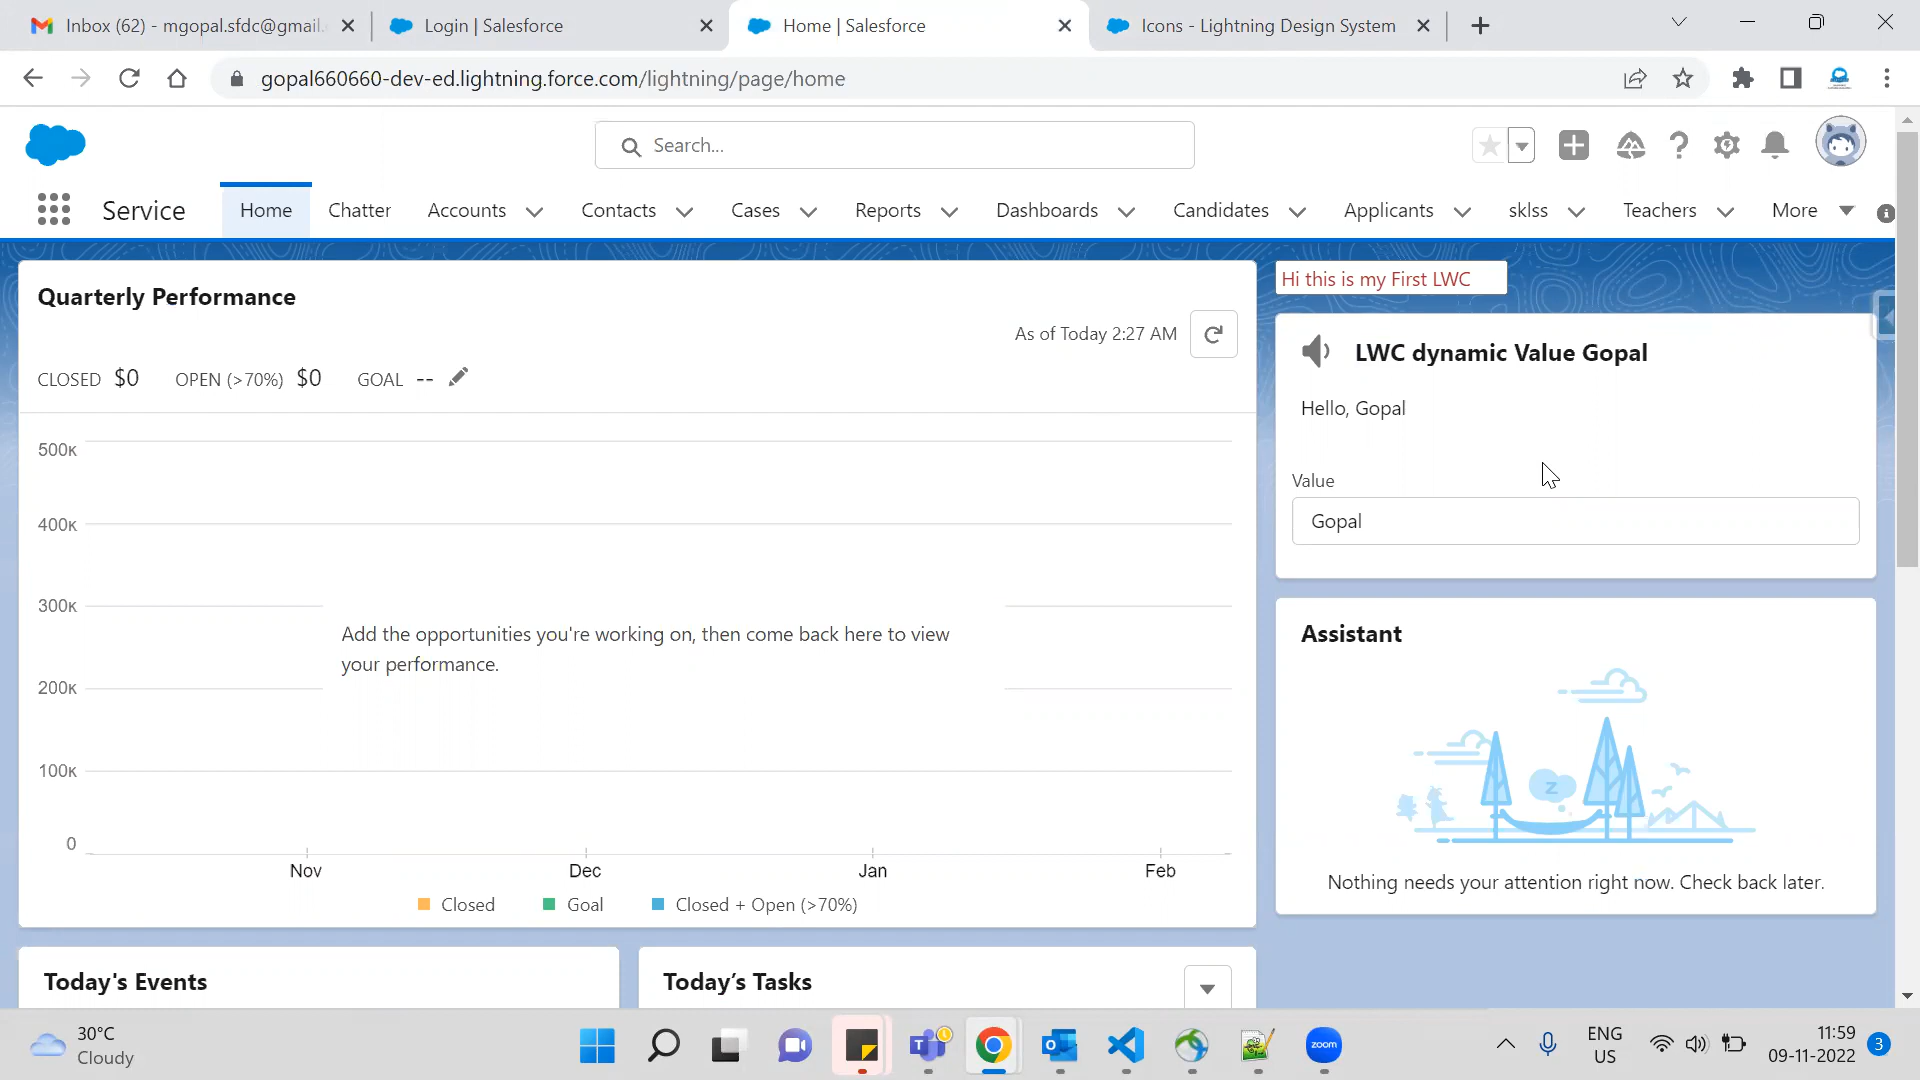 Inbox (62) - mgopal.sfdc@gmail.
Login | Salesforce
Home | Salesforce
Icons - Lightning Design System
gopal660660-dev-ed.lightning.force.com/lightning/page/home
Search...
Service
Home
Chatter
Accounts
Contacts
Cases
Reports
Dashboards
Candidates
Applicants
sklss
Teachers
More
Quarterly Performance
As of Today 2:27 AM
CLOSED $0 OPEN (>70%) $0 GOAL --
500K
400K
300K
200K
100K
0
Add the opportunities you're working on, then come back here to view
your performance.
Nov
Dec
Jan
Feb
Closed
Goal
Closed + Open (>70%)
Hi this is my First LWC
LWC dynamic Value Gopal
Hello, Gopal
Value
Gopal
Assistant
z
Nothing needs your attention right now. Check back later.
Today's Events
Today's Tasks
30°C
Cloudy
zoom
ENG
US
11:59
09-11-2022
3